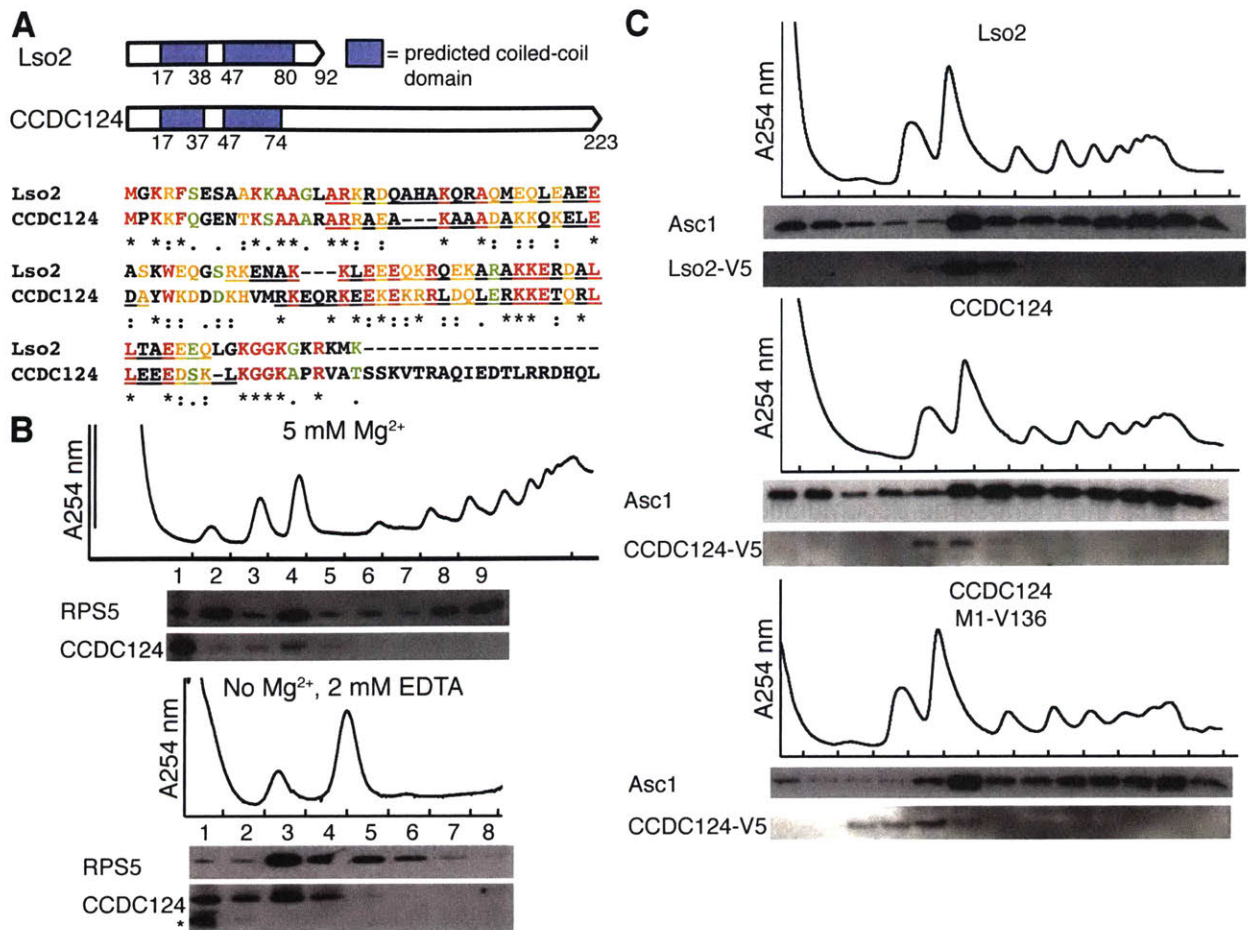 A
Lso2
17 38 47 80 92
= predicted coiled-coil
domain
CCDC124
17 37 47 74 223
Lso2 MGKRFSESAAKKAAGLARKRDQAHAKQRAQMEQLEAEE
CCDC124 MPKKFQGENTKSAARARRAEA---KAAADAKKQKELE
* *:*. . *:** . ** : * *: : : *
Lso2 ASKWEQGSRKENAK---KLEEEQKRQEKARAKKERDAL
CCDC124 DAYWKDDDKHVMRKEQRKEEKEKRRLDQLERKKETQRL
: *: .:: * * *::*:* :: . *** : *
Lso2 LTAEEEQLGKGGKGKRKMK--------------------
CCDC124 LEEEDSK-LKGGKAPRVATSSKVTRAQIEDTLRRDHQL
* *:.: ****. * .
B
5 mM Mg2+
A254 nm
1 2 3 4 5 6 7 8 9
RPS5
CCDC124
No Mg2+, 2 mM EDTA
A254 nm
1 2 3 4 5 6 7 8
RPS5
CCDC124
*
C
Lso2
A254 nm
Asc1
Lso2-V5
CCDC124
A254 nm
Asc1
CCDC124-V5
CCDC124
M1-V136
A254 nm
Asc1
CCDC124-V5